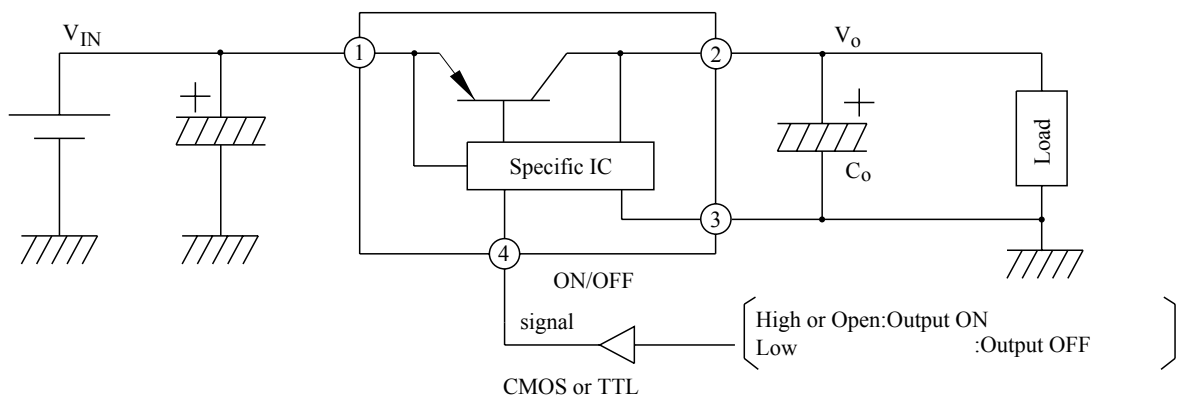 V_IN
1
2
V_o
+
+
Specific IC
C_o
Load
3
4
ON/OFF
signal
High or Open:Output ON
Low :Output OFF
CMOS or TTL